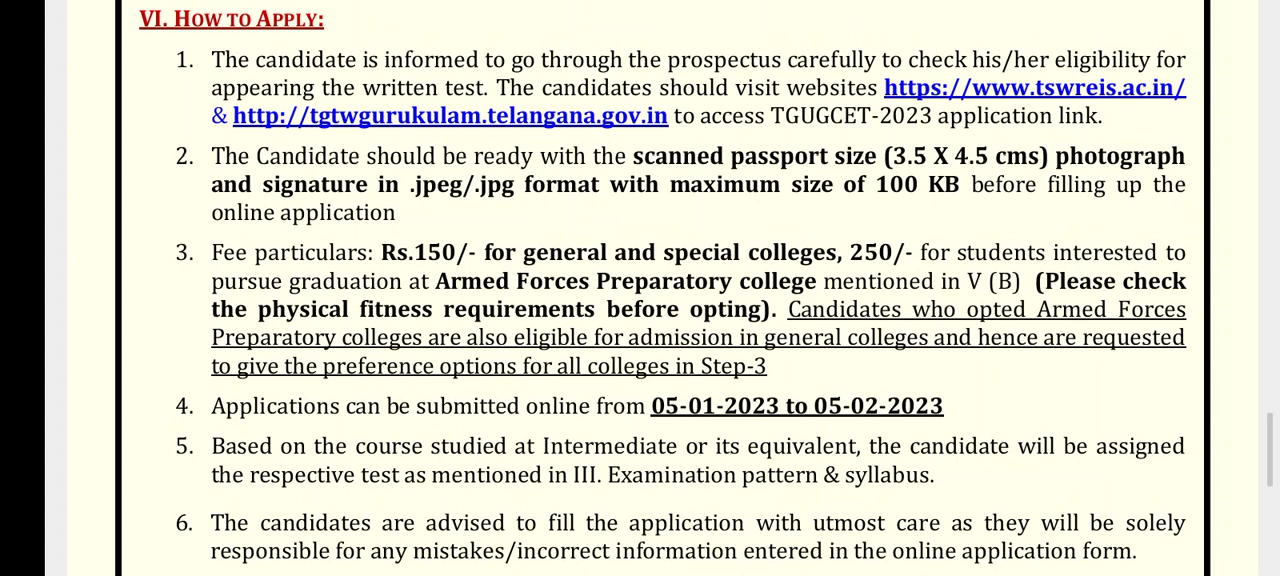 VI. HOW TO APPLY:
1. The candidate is informed to go through the prospectus carefully to check his/her eligibility for
appearing the written test. The candidates should visit websites https://www.tswreis.ac.in/
& http://tgtwgurukulam.telangana.gov.in to access TGUGCET-2023 application link.
2. The Candidate should be ready with the scanned passport size (3.5 X 4.5 cms) photograph
and signature in .jpeg/.jpg format with maximum size of 100 KB before filling up the
online application
3. Fee particulars: Rs.150/- for general and special colleges, 250/- for students interested to
pursue graduation at Armed Forces Preparatory college mentioned in V (B) (Please check
the physical fitness requirements before opting). Candidates who opted Armed Forces
Preparatory colleges are also eligible for admission in general colleges and hence are requested
to give the preference options for all colleges in Step-3
4. Applications can be submitted online from 05-01-2023 to 05-02-2023
5. Based on the course studied at Intermediate or its equivalent, the candidate will be assigned
the respective test as mentioned in III. Examination pattern & syllabus.
6. The candidates are advised to fill the application with utmost care as they will be solely
responsible for any mistakes/incorrect information entered in the online application form.